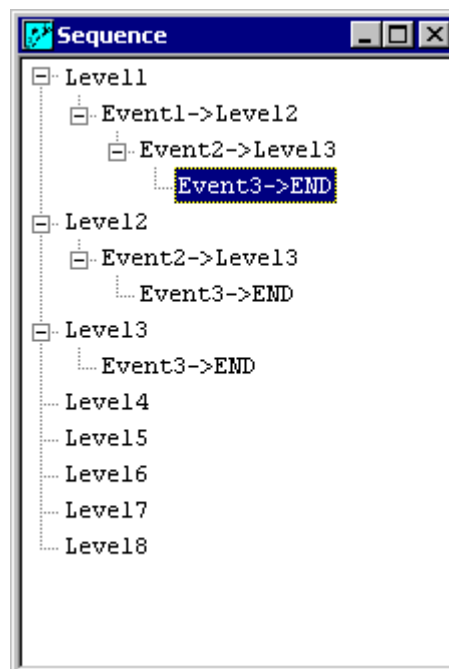 Sequence
Level1
Event1->Level2
Event2->Level3
Event3->END
Level2
Event2->Level3
Event3->END
Level3
Event3->END
Level4
Level5
Level6
Level7
Level8